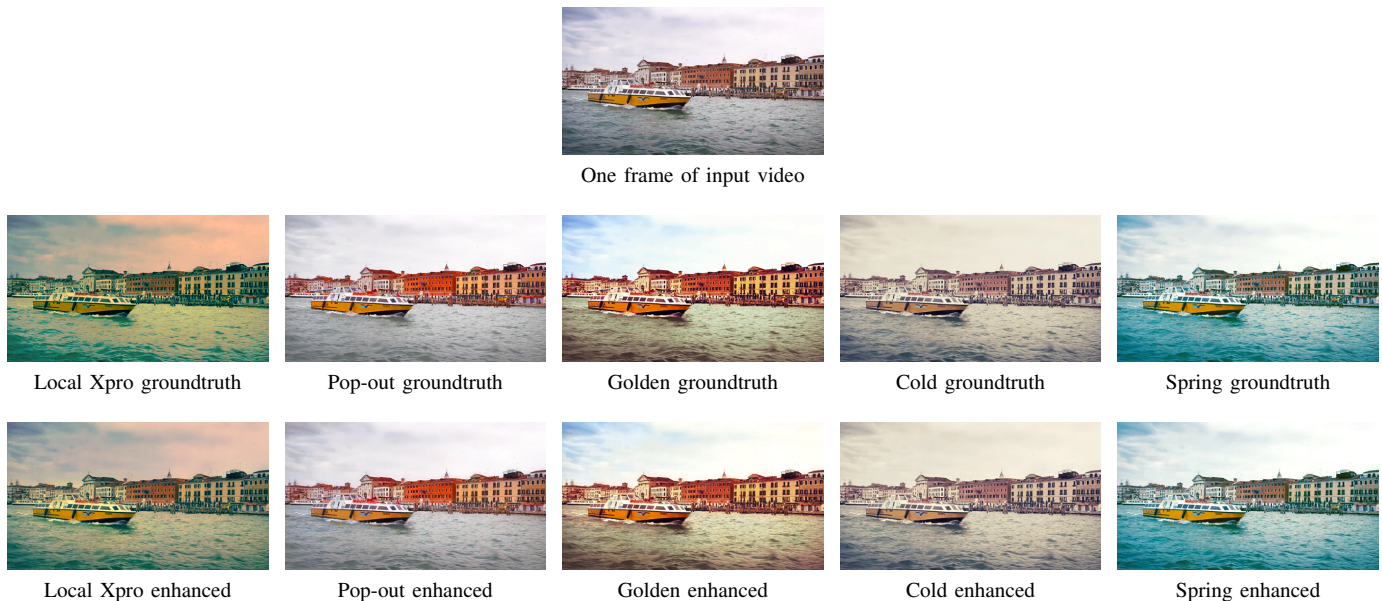 One frame of input video
Local Xpro groundtruth
Pop-out groundtruth
Golden groundtruth
Cold groundtruth
Spring groundtruth
Local Xpro enhanced
Pop-out enhanced
Golden enhanced
Cold enhanced
Spring enhanced